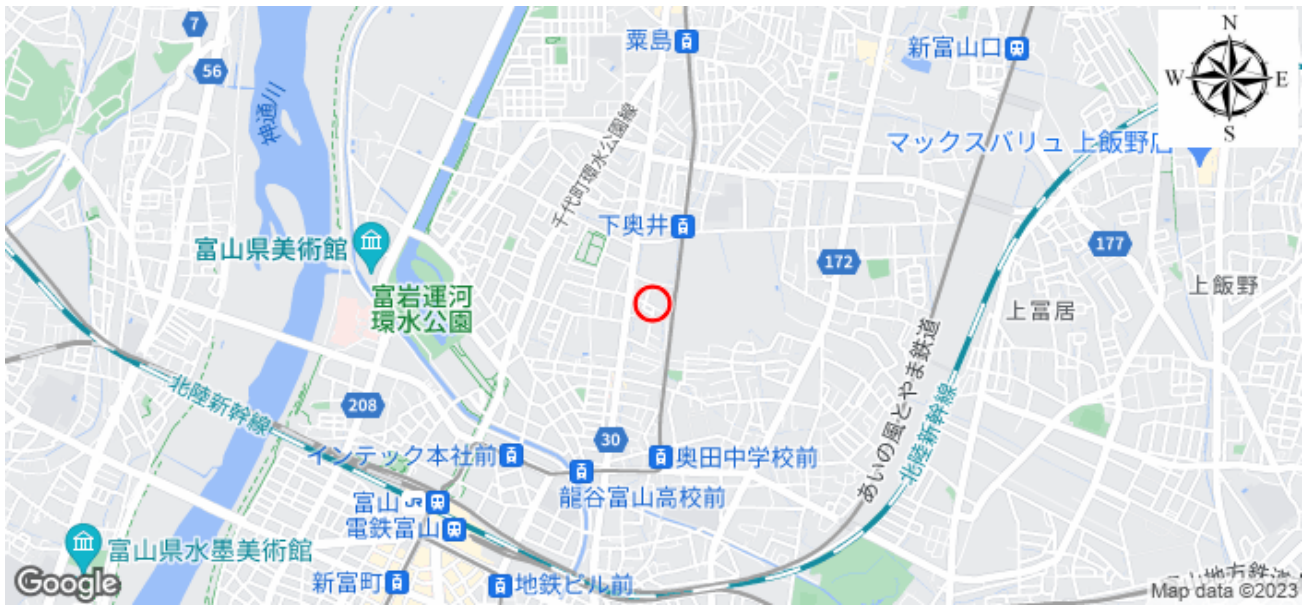 7
粟島
新富山口
N
W
E
S
56
神通川
千代町環水公園線
マックスバリュ 上飯野店
下奥井
富山県美術館
172
177
富岩運河
環水公園
上冨居
上飯野
あいの風とやま鉄道
北陸新幹線
北陸新幹線
208
30
インテック本社前
奥田中学校前
龍谷富山高校前
富山 JR
電鉄富山
富山県水墨美術館
新富町
地鉄ビル前
Google
Map data ©2023